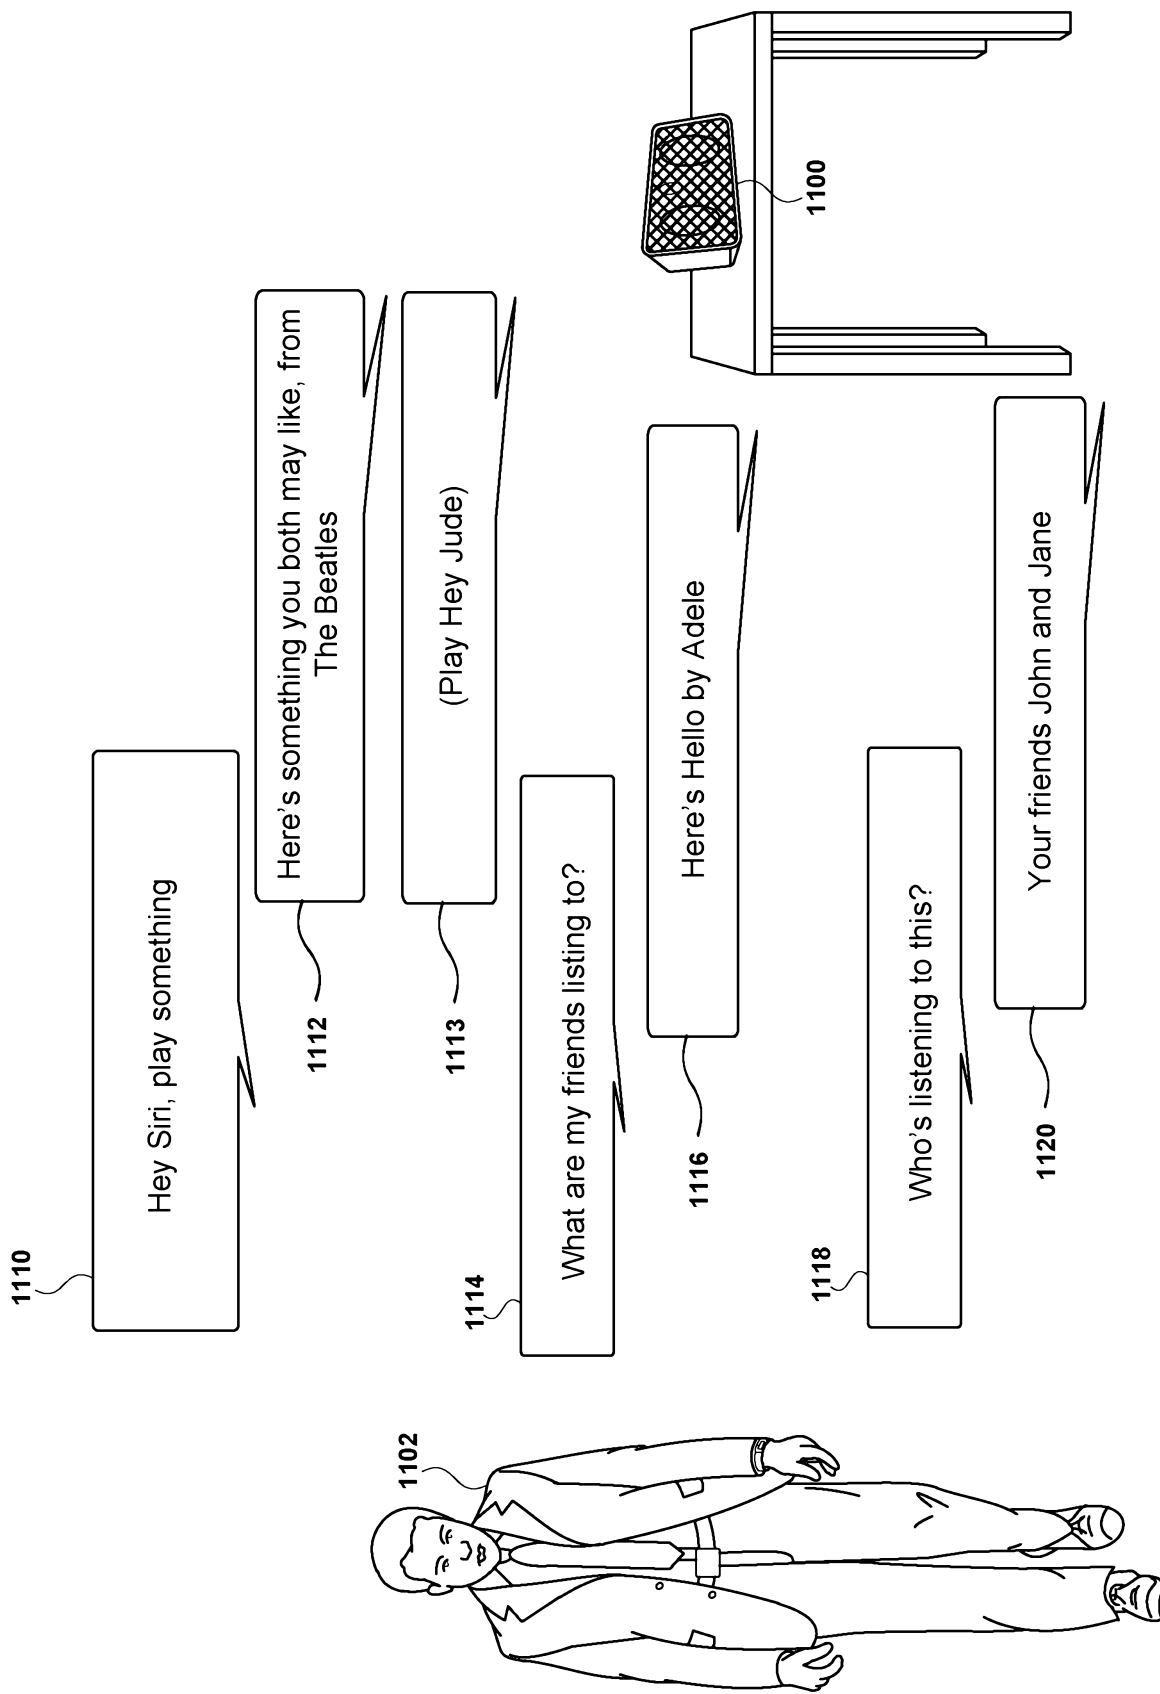 1110
Hey Siri, play something
Here's something you both may like, from
The Beatles
1112
(Play Hey Jude)
1113
1114
What are my friends listing to?
Here's Hello by Adele
1116
1118
Who's listening to this?
Your friends John and Jane
1120
1102
1100